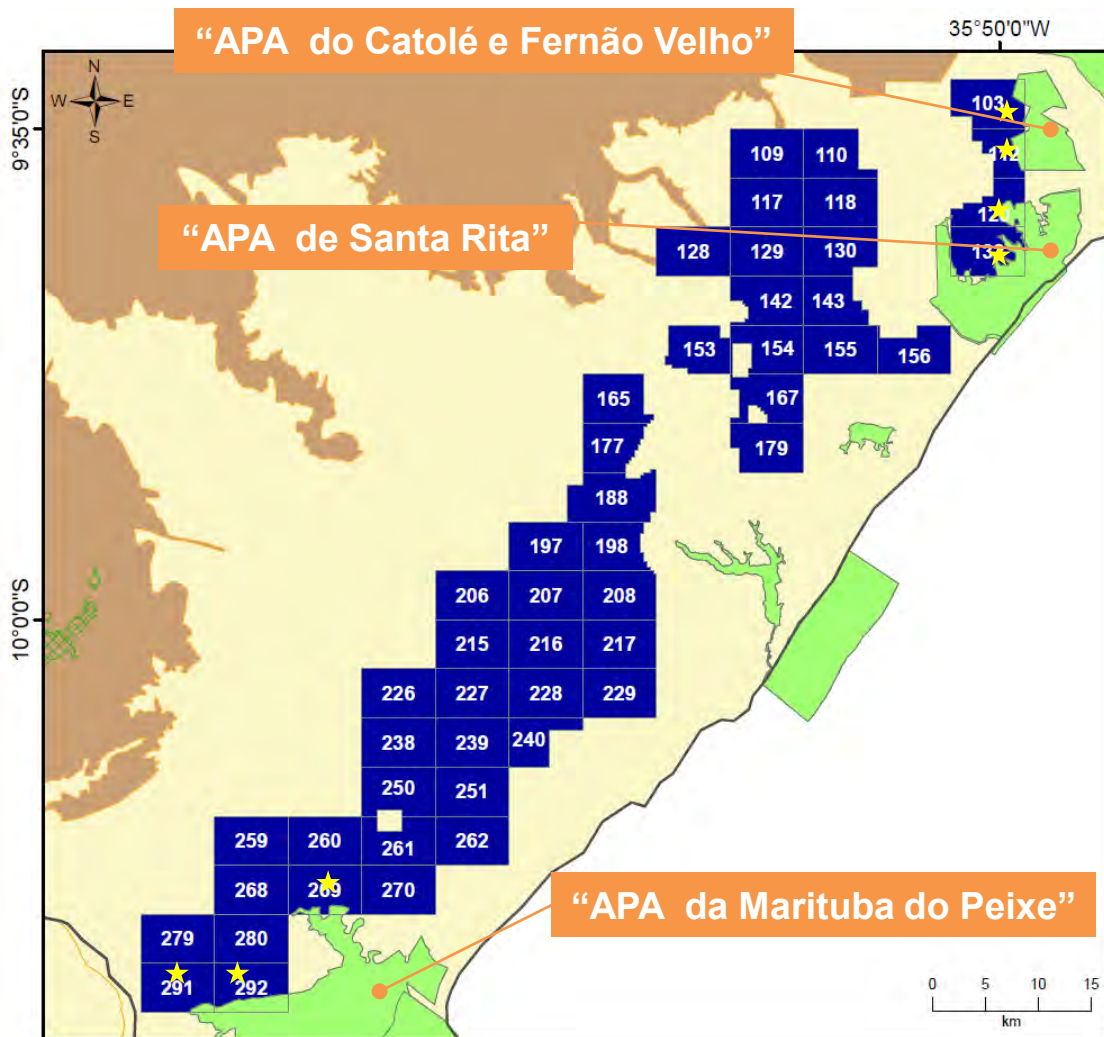 “APA do Catolé e Fernão Velho”
35°50'0"W
N
W E
S
9°35'0"S
103
109 110
117 118
“APA de Santa Rita”
128 129 130
142 143
153 154 155 156
165 167
177 179
188
197 198
206 207 208
10°0'0"S
215 216 217
226 227 228 229
238 239 240
250 251
259 260 261 262
268 269 270
“APA da Marituba do Peixe”
279 280
291 292
0 5 10 15
km